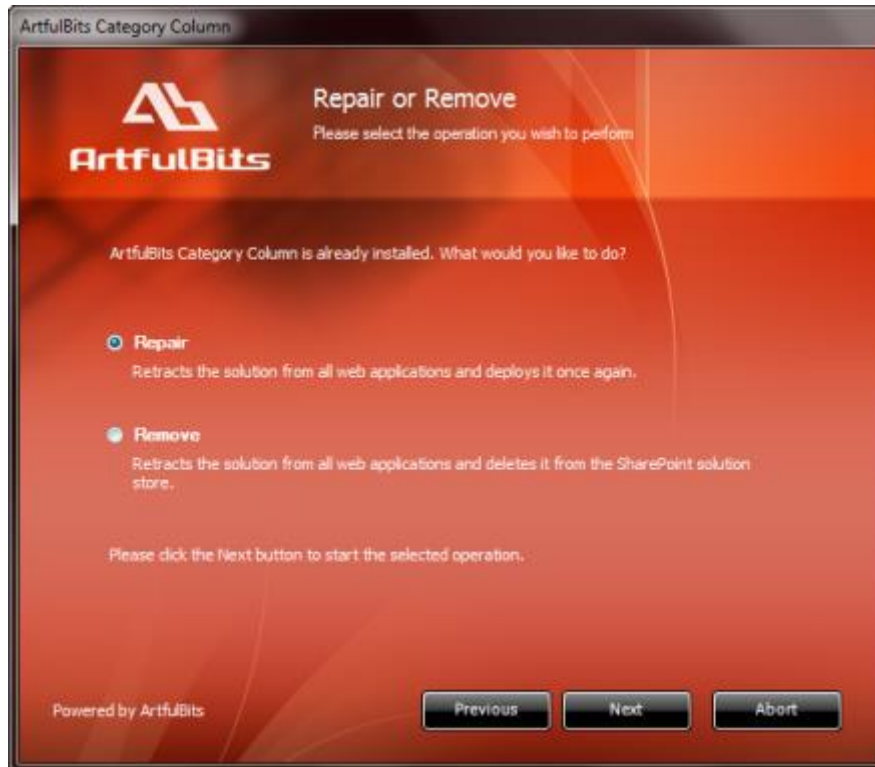 ArtfulBits Category Column
ArtfulBits
Repair or Remove
Please select the operation you wish to perform
ArtfulBits Category Column is already installed. What would you like to do?
Repair
Retracts the solution from all web applications and deploys it once again.
Remove
Retracts the solution from all web applications and deletes it from the SharePoint solution
store.
Please click the Next button to start the selected operation.
Powered by ArtfulBits
Previous
Next
Abort